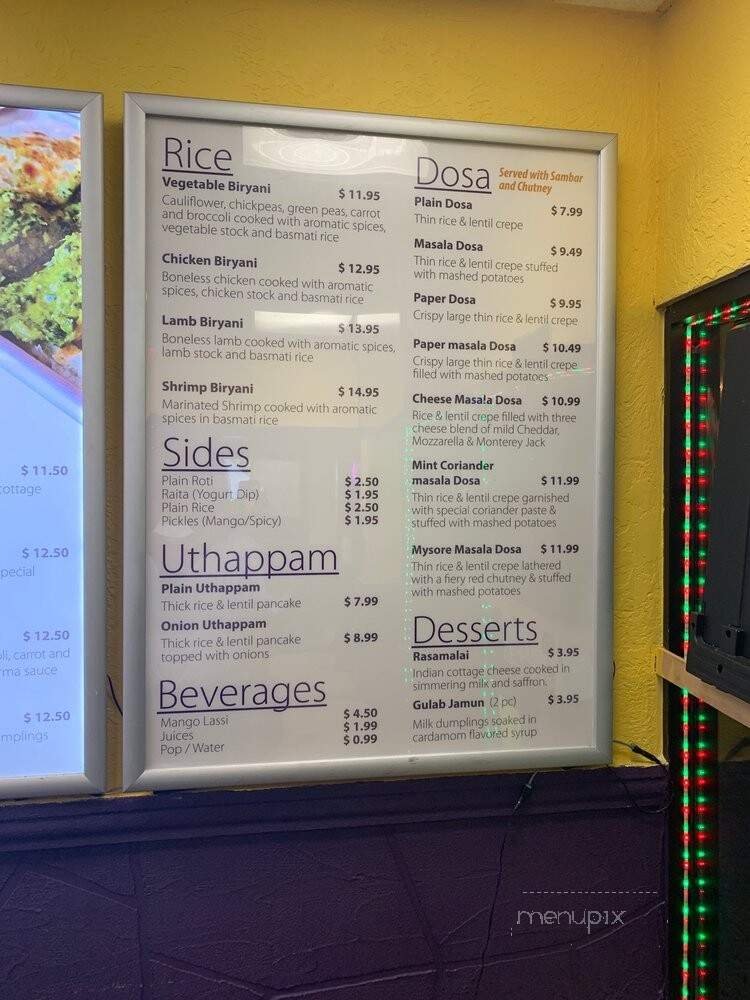 $ 11.50
cottage
$ 12.50
pecial
$ 12.50
li, carrot and
rma sauce
$ 12.50
mplings
Rice
Vegetable Biryani $ 11.95
Cauliflower, chickpeas, green peas, carrot
and broccoli cooked with aromatic spices,
vegetable stock and basmati rice
Chicken Biryani $ 12.95
Boneless chicken cooked with aromatic
spices, chicken stock and basmati rice
Lamb Biryani $ 13.95
Boneless lamb cooked with aromatic spices,
lamb stock and basmati rice
Shrimp Biryani $ 14.95
Marinated Shrimp cooked with aromatic
spices in basmati rice
Sides
Plain Roti $ 2.50
Raita (Yogurt Dip) $ 1.95
Plain Rice $ 2.50
Pickles (Mango/Spicy) $ 1.95
Uthappam
Plain Uthappam
Thick rice & lentil pancake $ 7.99
Onion Uthappam
Thick rice & lentil pancake $ 8.99
topped with onions
Beverages
Mango Lassi $ 4.50
Juices $ 1.99
Pop / Water $ 0.99
Dosa Served with Sambar
and Chutney
Plain Dosa $ 7.99
Thin rice & lentil crepe
Masala Dosa $ 9.49
Thin rice & lentil crepe stuffed
with mashed potatoes
Paper Dosa $ 9.95
Crispy large thin rice & lentil crepe
Paper masala Dosa $ 10.49
Crispy large thin rice & lentil crepe
filled with mashed potatoes
Cheese Masala Dosa $ 10.99
Rice & lentil crepe filled with three
cheese blend of mild Cheddar,
Mozzarella & Monterey Jack
Mint Coriander
masala Dosa $ 11.99
Thin rice & lentil crepe garnished
with special coriander paste &
stuffed with mashed potatoes
Mysore Masala Dosa $ 11.99
Thin rice & lentil crepe lathered
with a fiery red chutney & stuffed
with mashed potatoes
Desserts
Rasamalai $ 3.95
Indian cottage cheese cooked in
simmering milk and saffron.
Gulab Jamun (2 pc) $ 3.95
Milk dumplings soaked in
cardamom flavored syrup
menupix